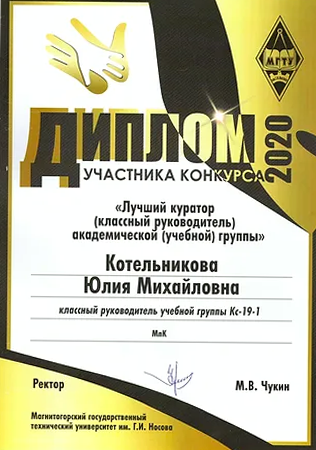 МГТУ
ДИПЛОМ
УЧАСТНИКА КОНКУРСА
2020
«Лучший куратор
(классный руководитель)
академической (учебной) группы»
Котельникова
Юлия Михайловна
классный руководитель учебной группы Кс-19-1
МпК
Ректор М.В. Чукин
Магнитогорский государственный
технический университет им. Г.И. Носова